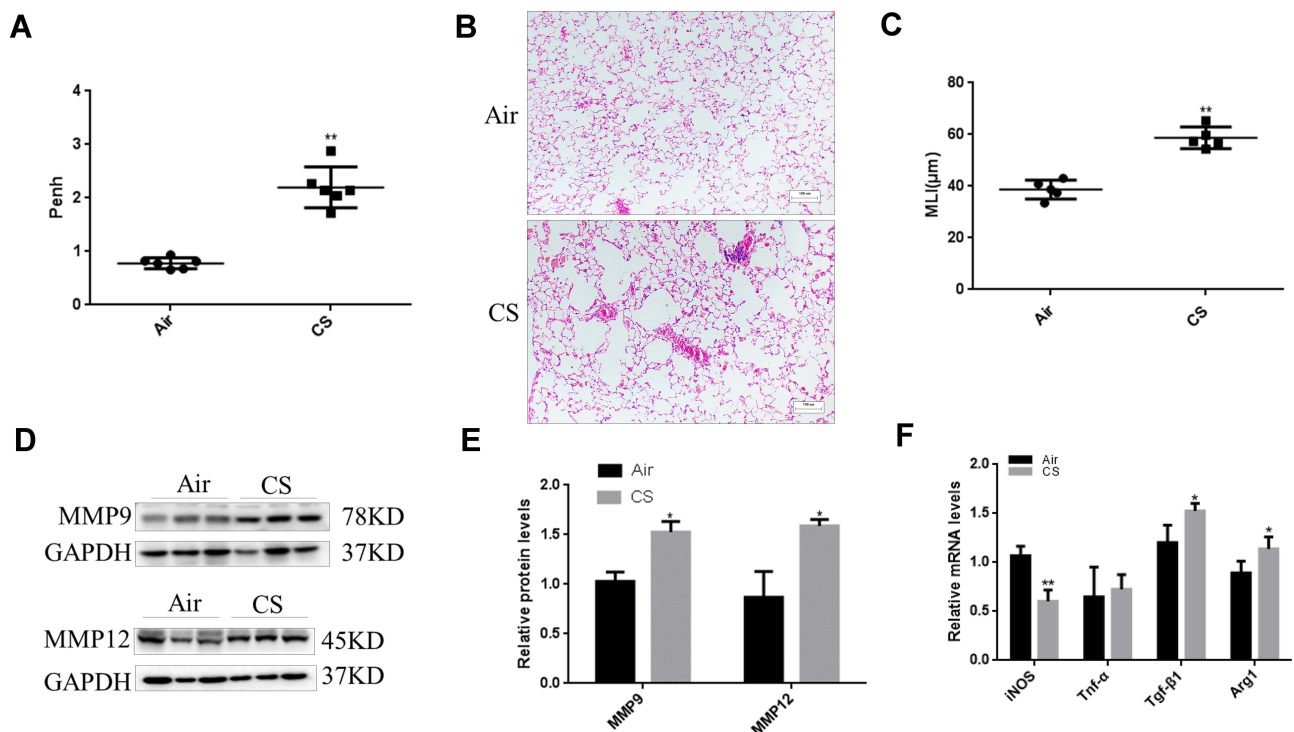 A
4
3
2
1
0
Penh
**
Air
CS
B
Air
CS
C
80
60
40
20
0
MLI(μm)
**
Air
CS
D
Air CS
MMP9 78KD
GAPDH 37KD
Air CS
MMP12 45KD
GAPDH 37KD
E
Air
CS
2.0
1.5
1.0
0.5
0.0
Relative protein levels
*
*
MMP9
MMP12
F
Air
CS
2.0
1.5
1.0
0.5
0.0
Relative mRNA levels
**
*
*
iNOS
Tnf-α
Tgf-β1
Arg1